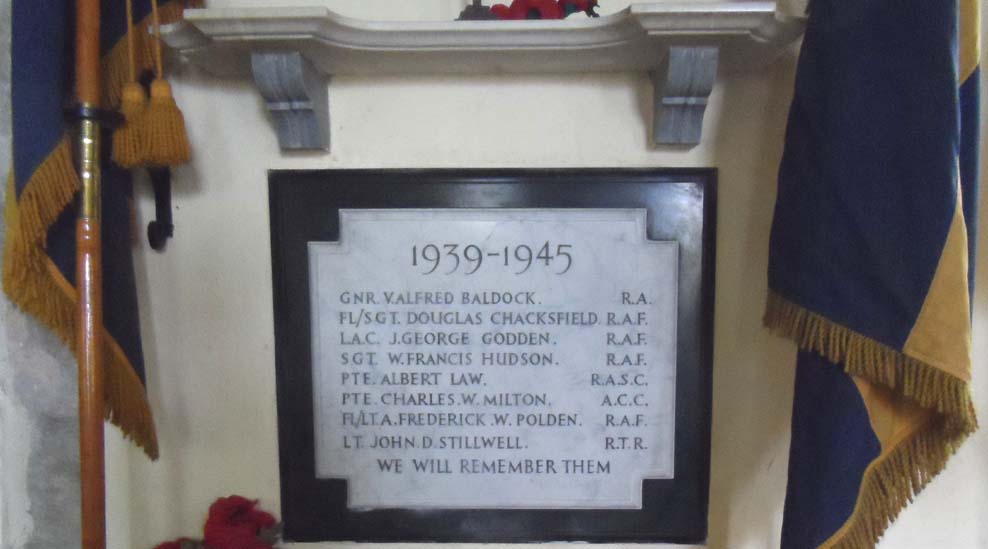 1939-1945
GNR. V.ALFRED BALDOCK. R.A.
FL/SGT. DOUGLAS CHACKSFIELD. R.A.F.
L.A.C. J.GEORGE GODDEN. R.A.F.
SGT. W.FRANCIS HUDSON. R.A.F.
PTE. ALBERT LAW. R.A.S.C.
PTE. CHARLES.W. MILTON. A.C.C.
Fl/LT.A.FREDERICK.W. POLDEN. R.A.F.
LT. JOHN D.STILLWELL. R.T.R.
WE WILL REMEMBER THEM